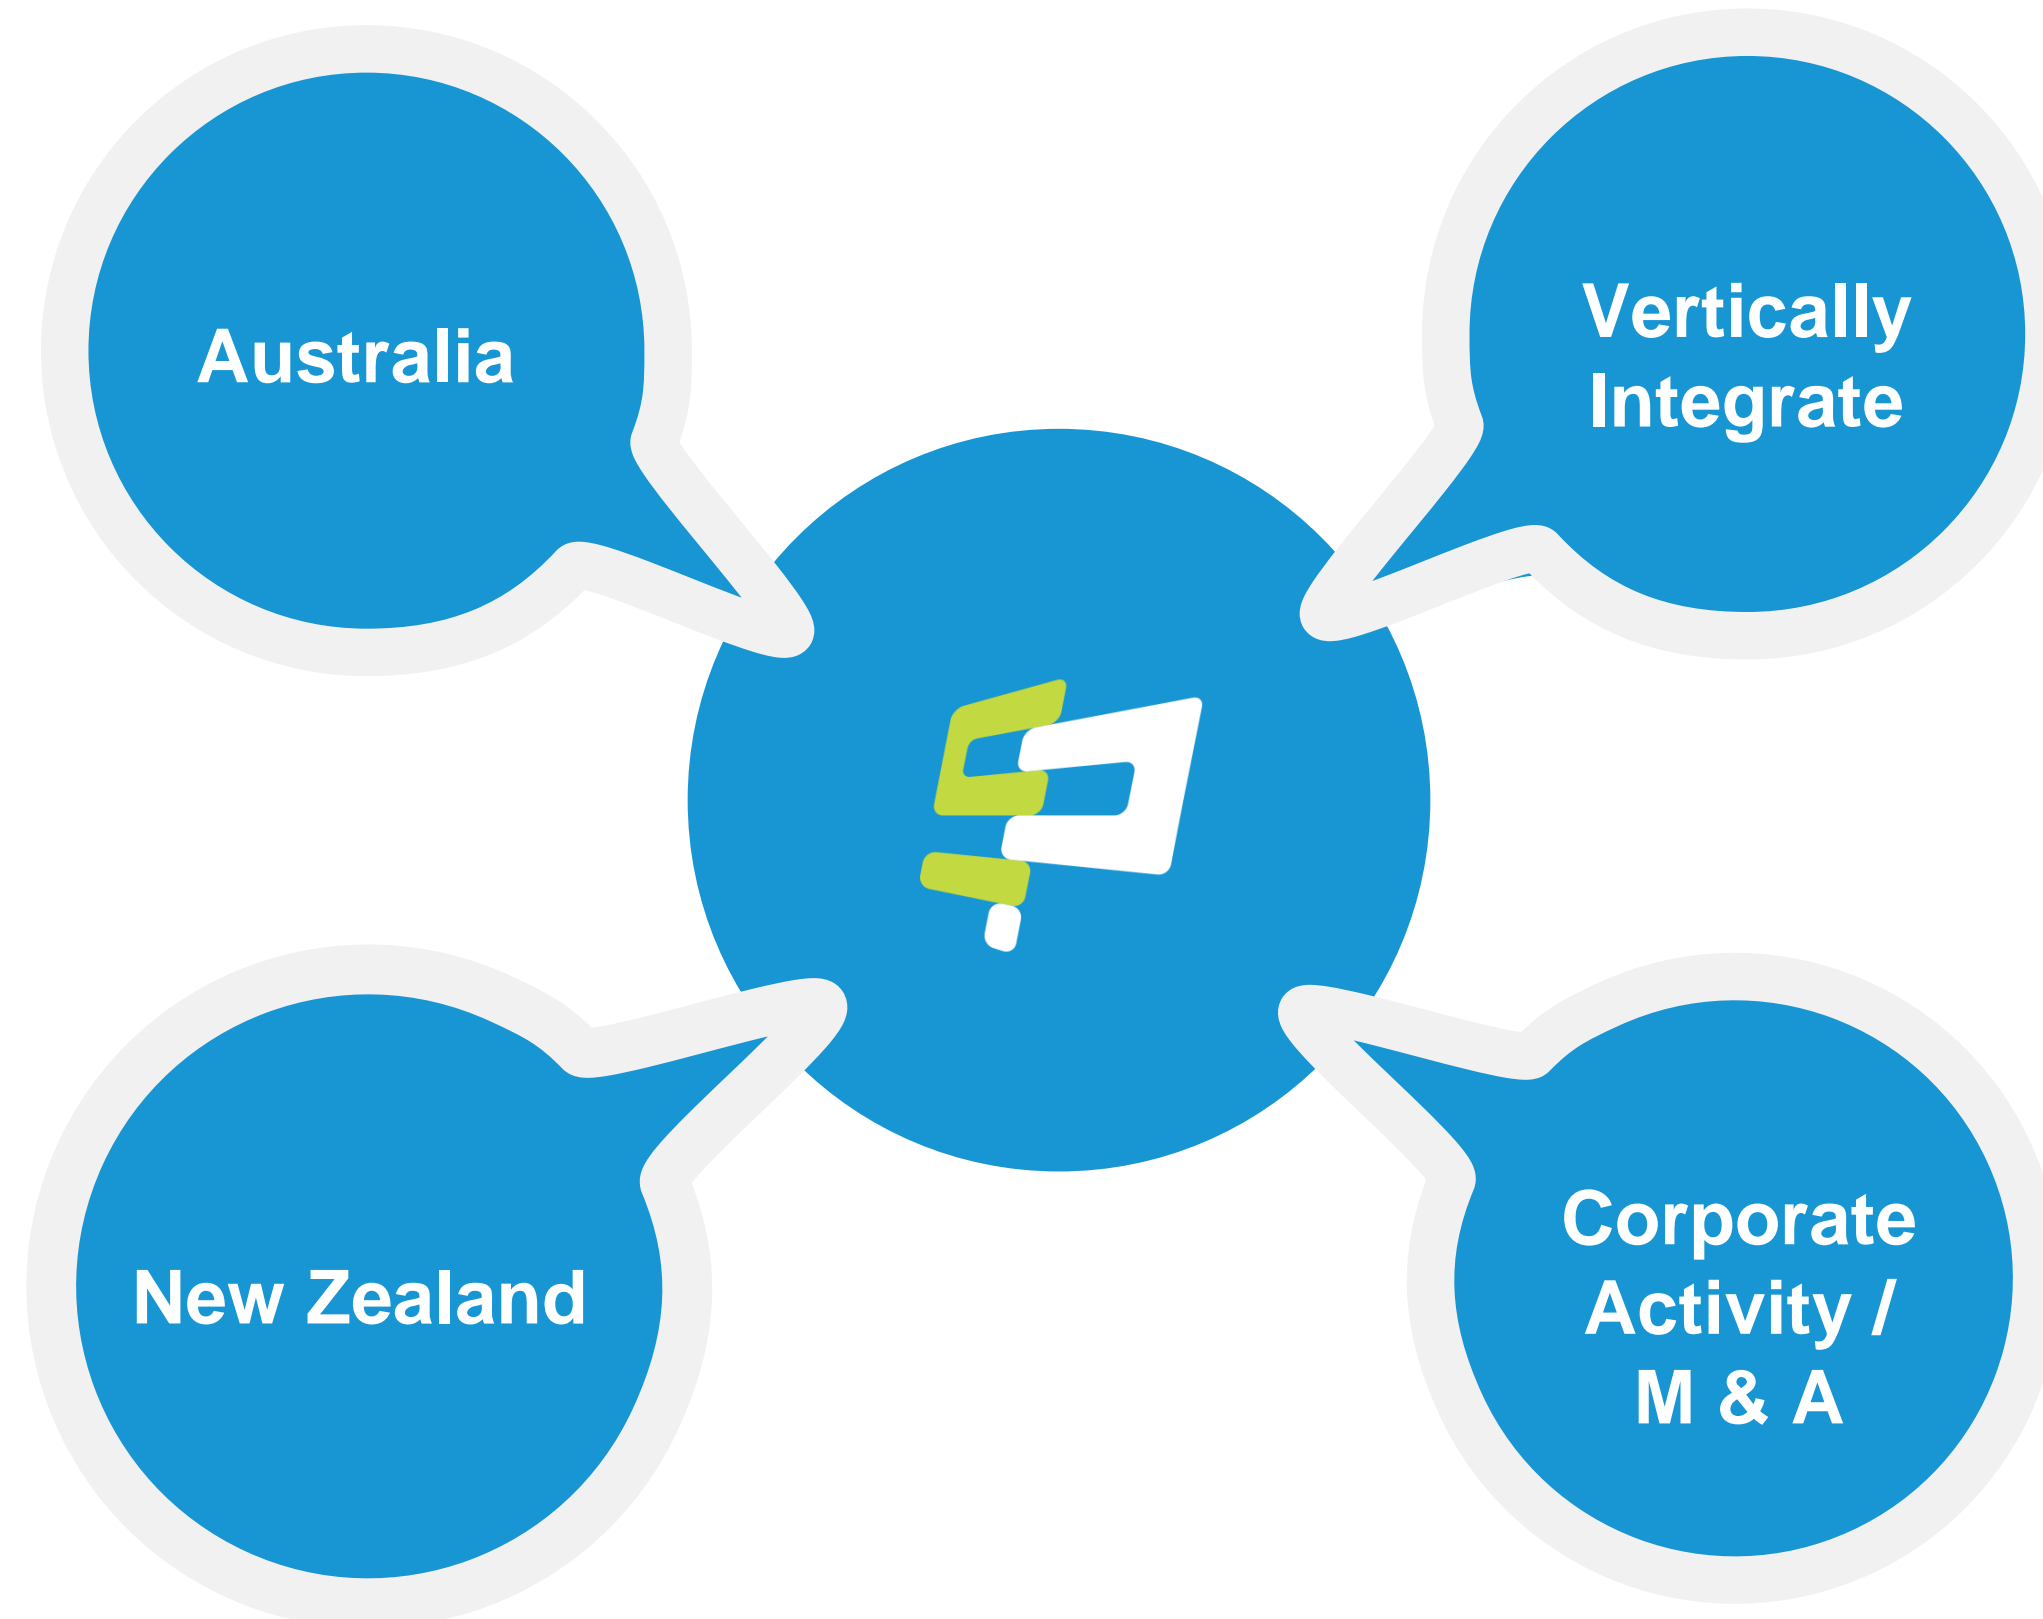 Australia
Vertically
Integrate
New Zealand
Corporate
Activity /
M & A